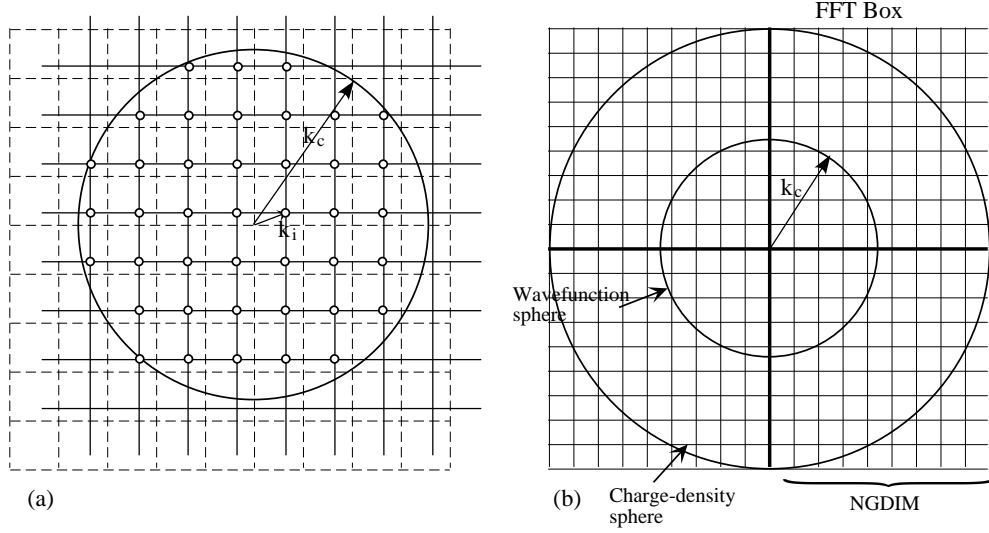 k_c
k_i
(a)
FFT Box
k_c
Wavefunction
sphere
Charge-density
sphere
NGDIM
(b)